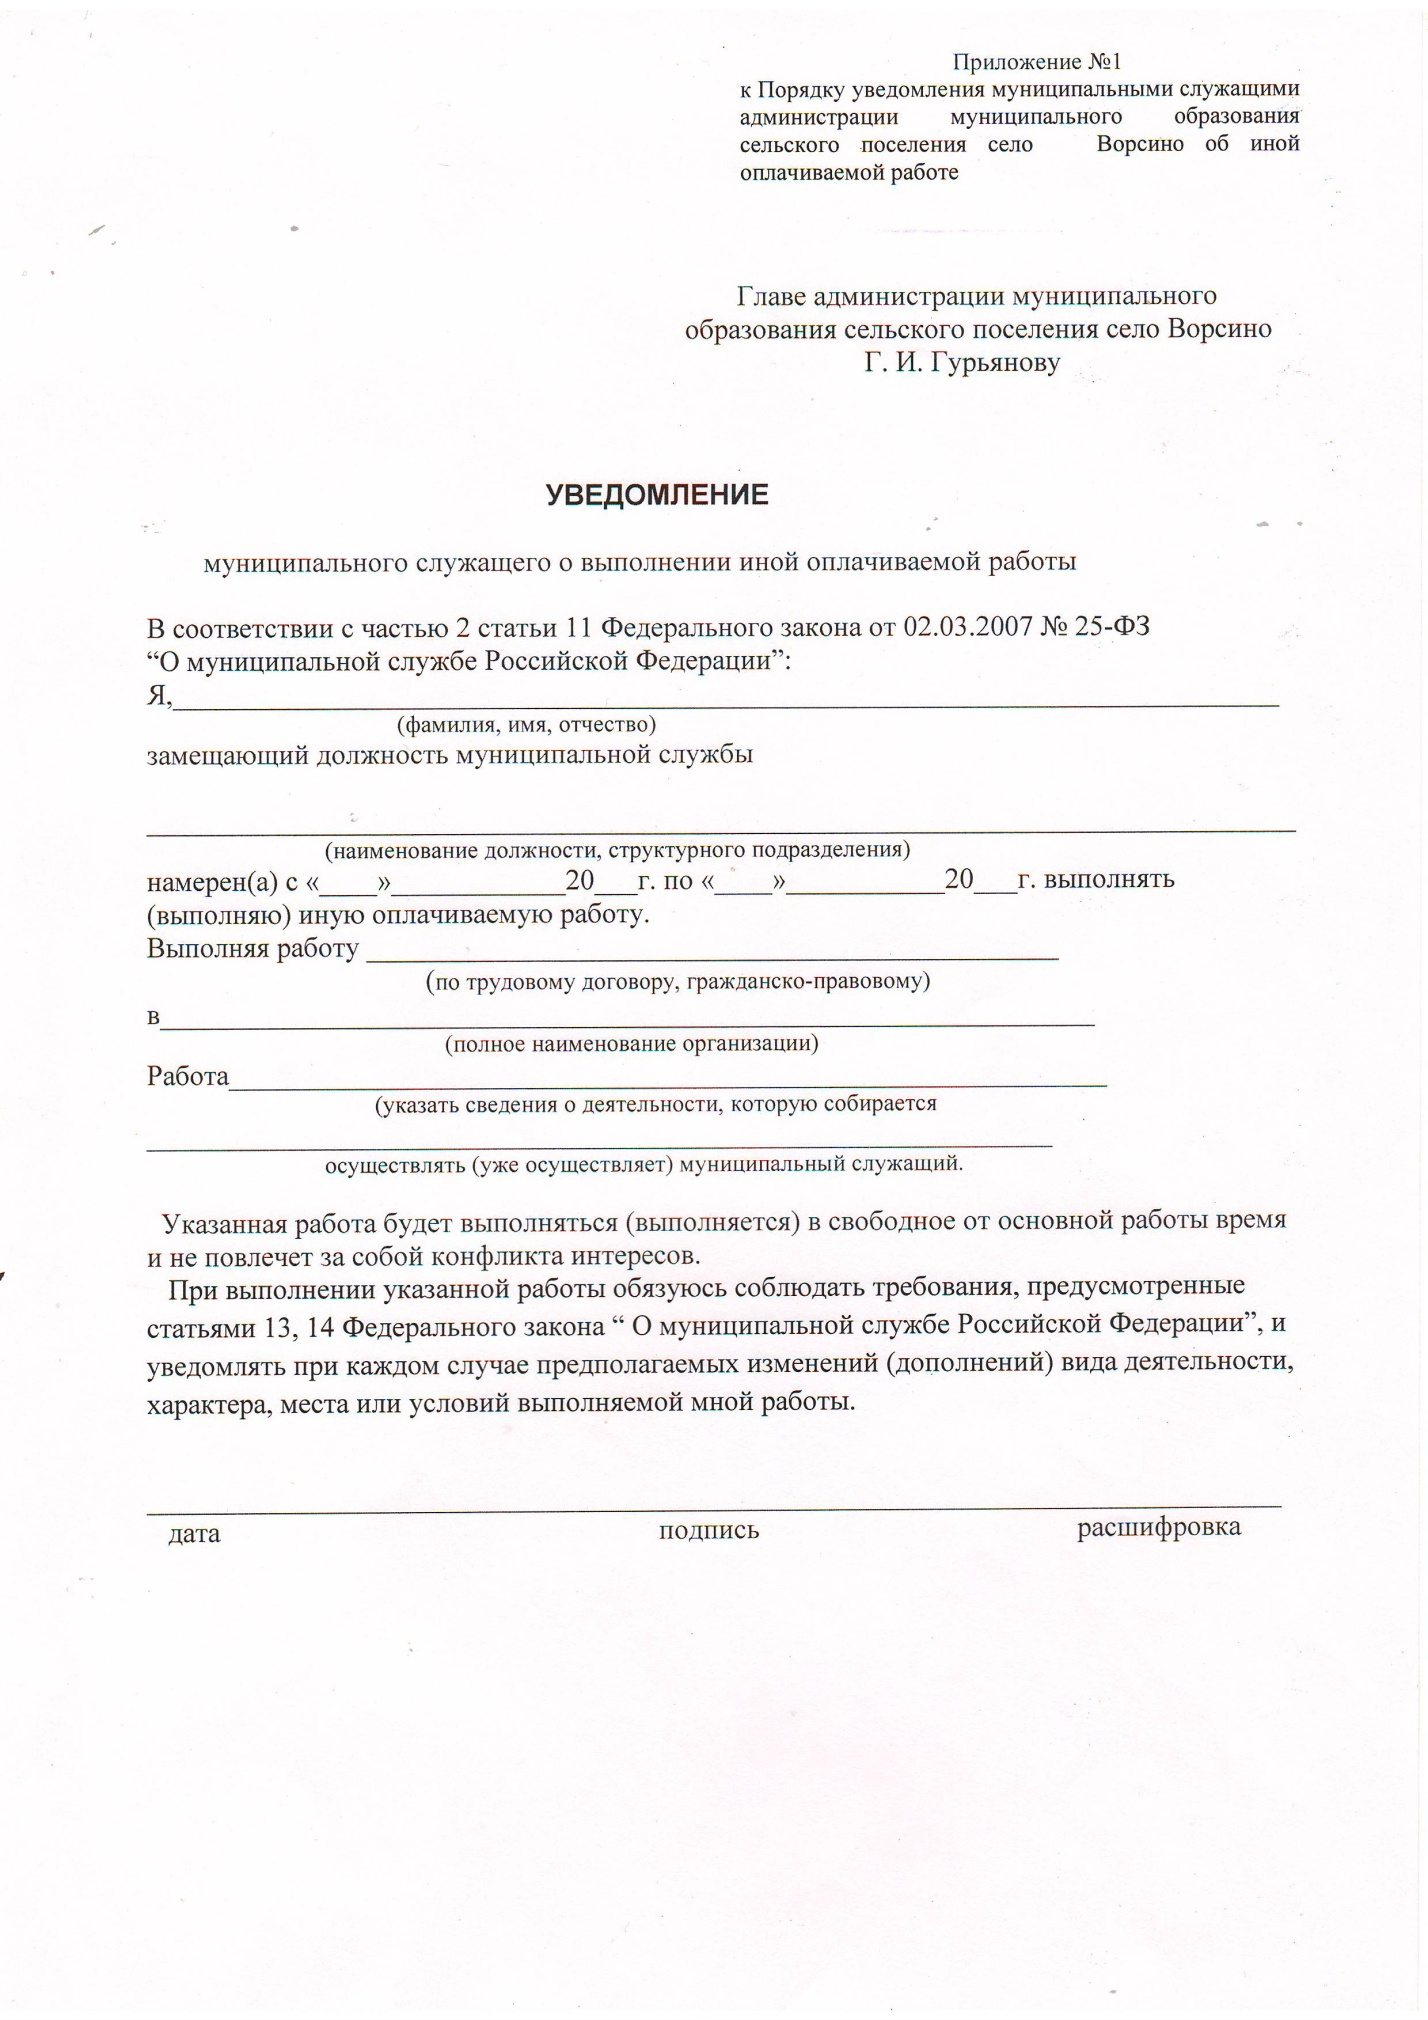 Приложение №1
к Порядку уведомления муниципальными служащими
администрации муниципального образования
сельского поселения село Ворсино об иной
оплачиваемой работе
Главе администрации муниципального
образования сельского поселения село Ворсино
Г. И. Гурьянову
УВЕДОМЛЕНИЕ
муниципального служащего о выполнении иной оплачиваемой работы
В соответствии с частью 2 статьи 11 Федерального закона от 02.03.2007 № 25-ФЗ
“О муниципальной службе Российской Федерации”:
Я,______________________________
(фамилия, имя, отчество)
замещающий должность муниципальной службы
______________________________
(наименование должности, структурного подразделения)
намерен(а) с «____»____________20___г. по «____»___________20___г. выполнять
(выполняю) иную оплачиваемую работу.
Выполняя работу ______________________________
(по трудовому договору, гражданско-правовому)
в______________________________
(полное наименование организации)
Работа______________________________
(указать сведения о деятельности, которую собирается
______________________________
осуществлять (уже осуществляет) муниципальный служащий.
Указанная работа будет выполняться (выполняется) в свободное от основной работы время
и не повлечет за собой конфликта интересов.
При выполнении указанной работы обязуюсь соблюдать требования, предусмотренные
статьями 13, 14 Федерального закона “ О муниципальной службе Российской Федерации”, и
уведомлять при каждом случае предполагаемых изменений (дополнений) вида деятельности,
характера, места или условий выполняемой мной работы.
______________________________
дата подпись расшифровка